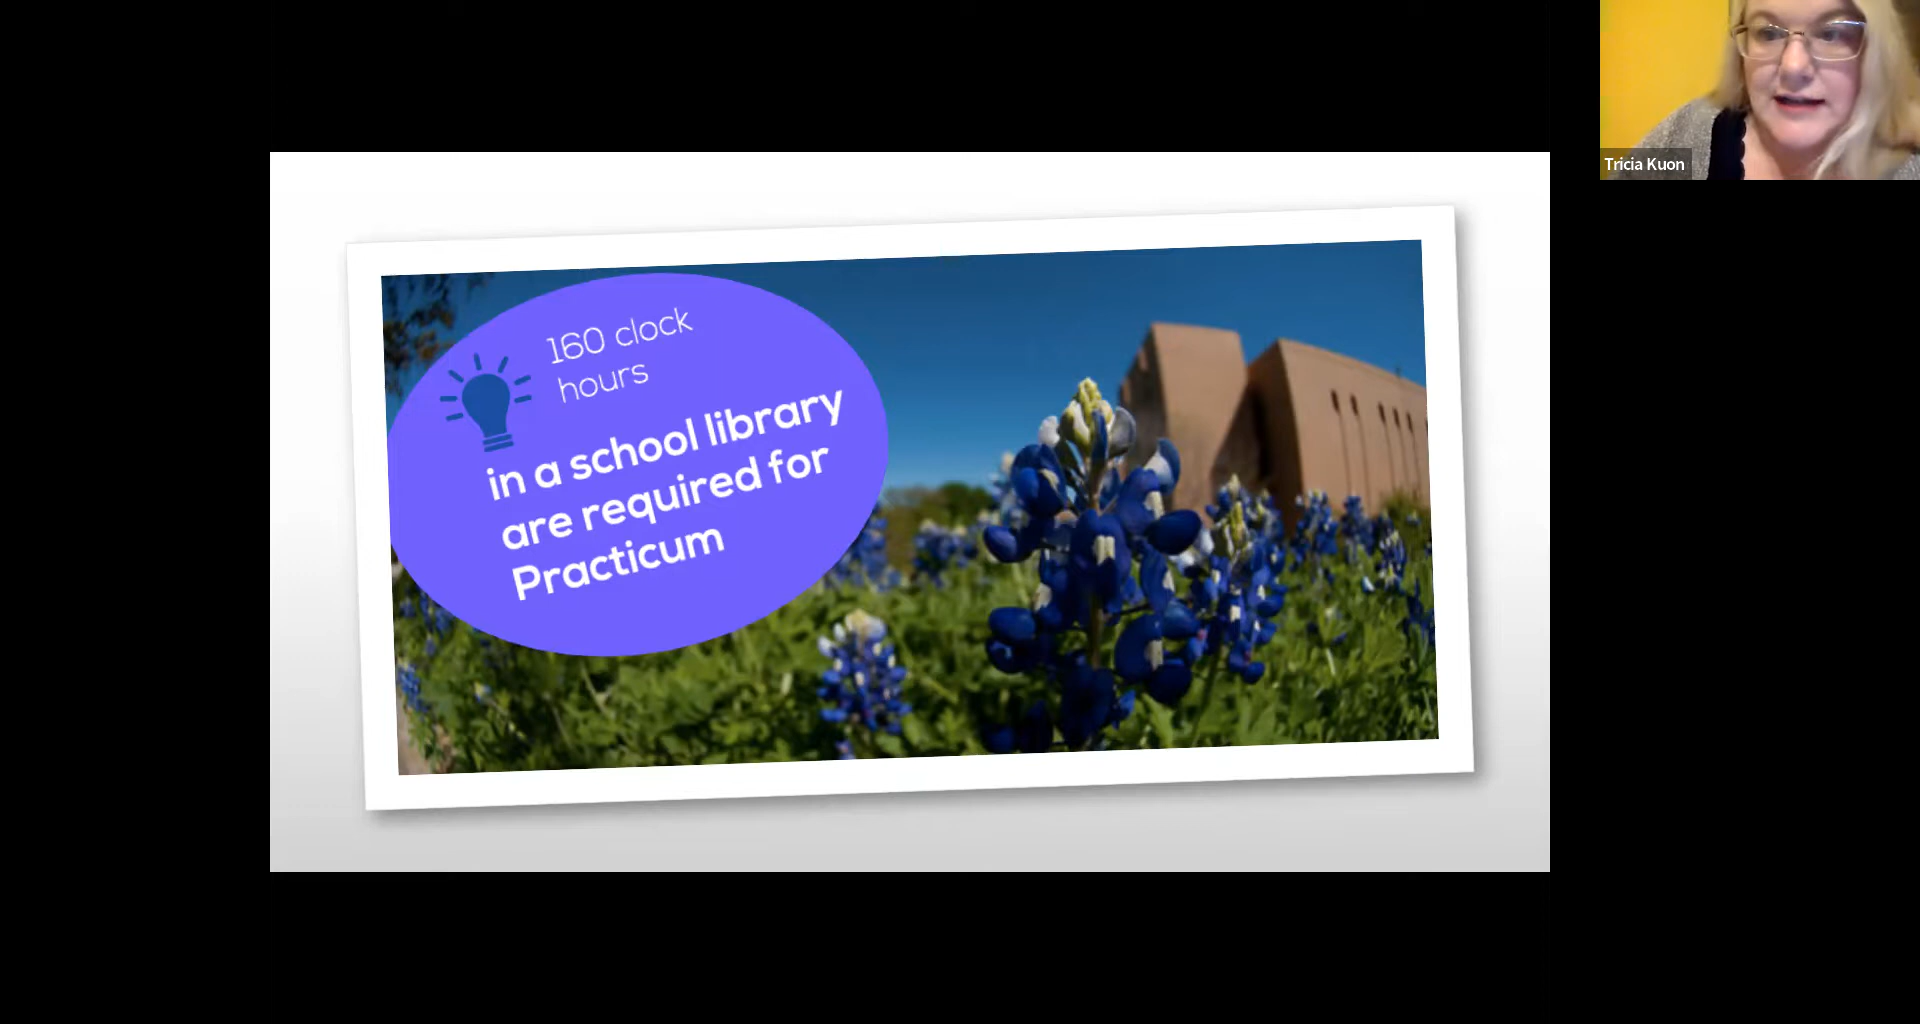 160 clock
hours
in a school library
are required for
Practicum
Tricia Kuon